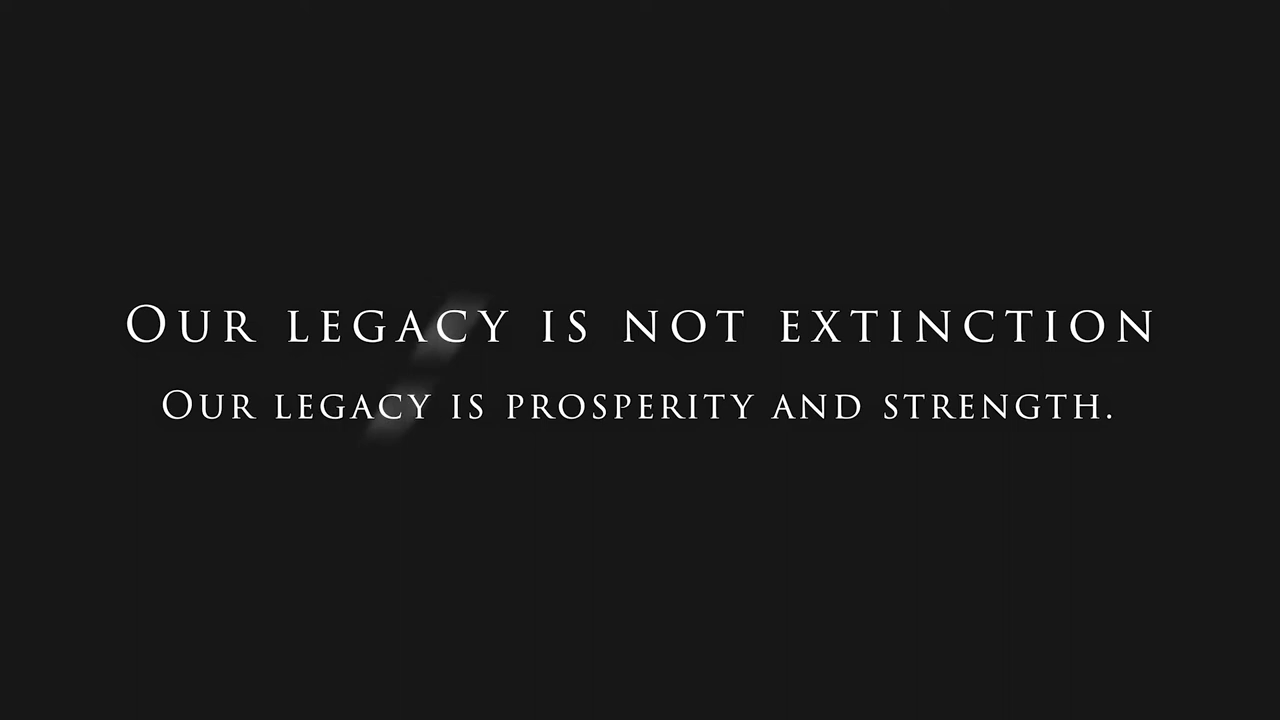 Our legacy is not extinction
Our legacy is prosperity and strength.